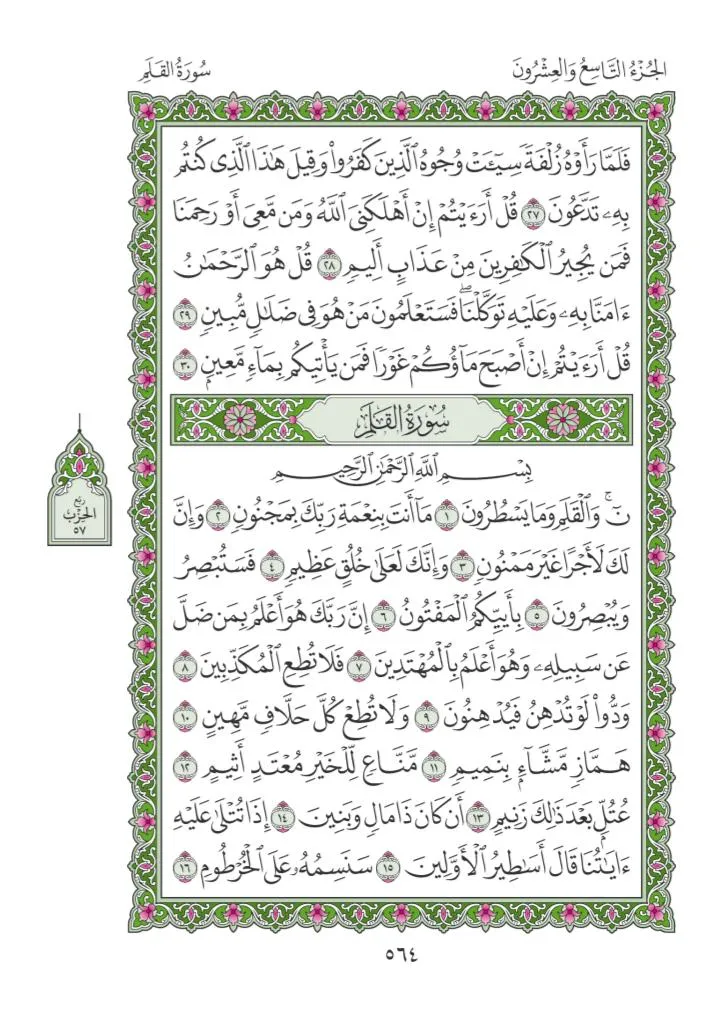 الجُزْءُ التَّاسِعُ وَالعِشْرُونَ
سُورَةُ القَلَمِ
فَلَمَّا رَأَوْهُ زُلْفَةً سِيٓـَٔتْ وُجُوهُ ٱلَّذِينَ كَفَرُوا۟ وَقِيلَ هَٰذَا ٱلَّذِى كُنتُم
بِهِۦ تَدَّعُونَ ٢٧ قُلْ أَرَءَيْتُمْ إِنْ أَهْلَكَنِىَ ٱللَّهُ وَمَن مَّعِىَ أَوْ رَحِمَنَا
فَمَن يُجِيرُ ٱلْكَٰفِرِينَ مِنْ عَذَابٍ أَلِيمٍ ٢٨ قُلْ هُوَ ٱلرَّحْمَٰنُ
ءَامَنَّا بِهِۦ وَعَلَيْهِ تَوَكَّلْنَا ۖ فَسَتَعْلَمُونَ مَنْ هُوَ فِى ضَلَٰلٍ مُّبِينٍ ٢٩
قُلْ أَرَءَيْتُمْ إِنْ أَصْبَحَ مَآؤُكُمْ غَوْرًا فَمَن يَأْتِيكُم بِمَآءٍ مَّعِينٍۭ ٣٠
سُورَةُ القَلَمِ
بِسْمِ ٱللَّهِ ٱلرَّحْمَٰنِ ٱلرَّحِيمِ
نٓ ۚ وَٱلْقَلَمِ وَمَا يَسْطُرُونَ ١ مَآ أَنتَ بِنِعْمَةِ رَبِّكَ بِمَجْنُونٍ ٢ وَإِنَّ
لَكَ لَأَجْرًا غَيْرَ مَمْنُونٍ ٣ وَإِنَّكَ لَعَلَىٰ خُلُقٍ عَظِيمٍ ٤ فَسَتُبْصِرُ
وَيُبْصِرُونَ ٥ بِأَييِّكُمُ ٱلْمَفْتُونُ ٦ إِنَّ رَبَّكَ هُوَ أَعْلَمُ بِمَن ضَلَّ
عَن سَبِيلِهِۦ وَهُوَ أَعْلَمُ بِٱلْمُهْتَدِينَ ٧ فَلَا تُطِعِ ٱلْمُكَذِّبِينَ ٨
وَدُّوا۟ لَوْ تُدْهِنُ فَيُدْهِنُونَ ٩ وَلَا تُطِعْ كُلَّ حَلَّافٍ مَّهِينٍ ١٠
هَمَّازٍ مَّشَّآءٍۭ بِنَمِيمٍ ١١ مَّنَّاعٍ لِّلْخَيْرِ مُعْتَدٍ أَثِيمٍ ١٢
عُتُلٍّۭ بَعْدَ ذَٰلِكَ زَنِيمٍ ١٣ أَن كَانَ ذَا مَالٍ وَبَنِينَ ١٤ إِذَا تُتْلَىٰ عَلَيْهِ
ءَايَٰتُنَا قَالَ أَسَٰطِيرُ ٱلْأَوَّلِينَ ١٥ سَنَسِمُهُۥ عَلَى ٱلْخُرْطُومِ ١٦
رُبْع
الحِزْب
٥٧
٥٦٤